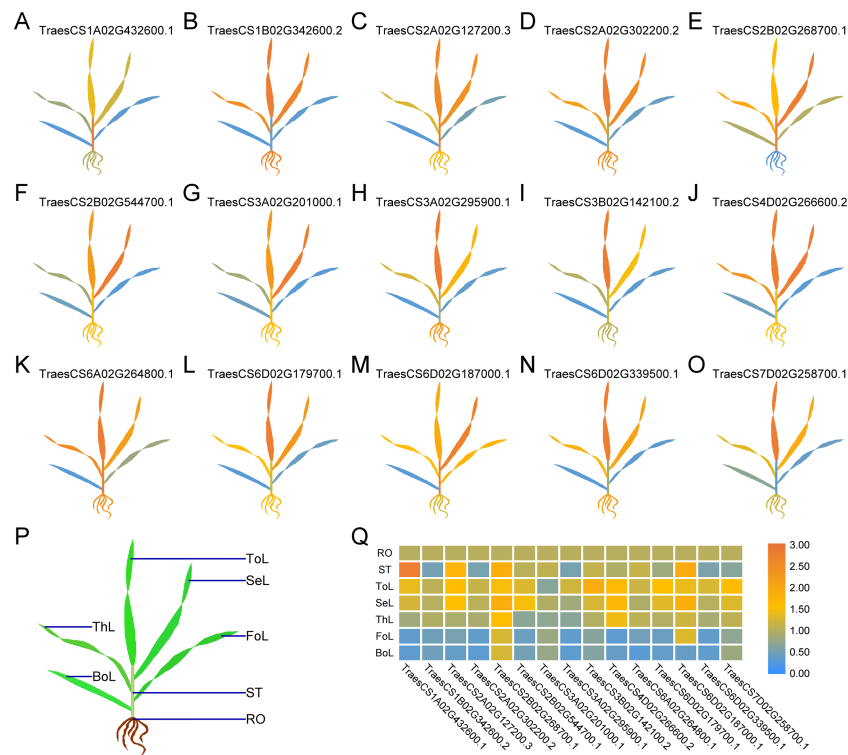 A TraesCS1A02G432600.1
B TraesCS1B02G342600.2
C TraesCS2A02G127200.3
D TraesCS2A02G302200.2
E TraesCS2B02G268700.1
F TraesCS2B02G544700.1
G TraesCS3A02G201000.1
H TraesCS3A02G295900.1
I TraesCS3B02G142100.2
J TraesCS4D02G266600.2
K TraesCS6A02G264800.1
L TraesCS6D02G179700.1
M TraesCS6D02G187000.1
N TraesCS6D02G339500.1
O TraesCS7D02G258700.1
P
ToL
SeL
ThL
FoL
BoL
ST
RO
Q
RO
ST
ToL
SeL
ThL
FoL
BoL
3.00
2.50
2.00
1.50
1.00
0.50
0.00
TraesCS1A02G432600.1
TraesCS1B02G342600.2
TraesCS2A02G127200.3
TraesCS2A02G302200.2
TraesCS2B02G268700.1
TraesCS2B02G544700.1
TraesCS3A02G201000.1
TraesCS3A02G295900.1
TraesCS3B02G142100.2
TraesCS4D02G266600.2
TraesCS6A02G264800.1
TraesCS6D02G179700.1
TraesCS6D02G187000.1
TraesCS6D02G339500.1
TraesCS7D02G258700.1